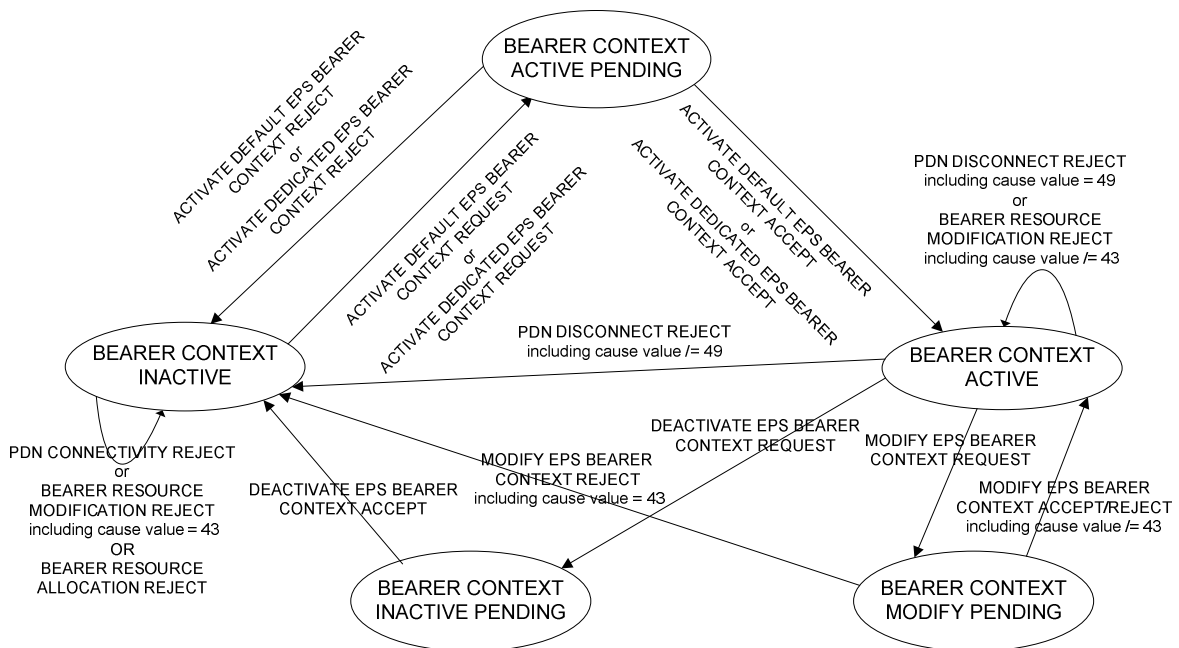 BEARER CONTEXT
ACTIVE PENDING
ACTIVATE DEFAULT EPS BEARER
CONTEXT REJECT
or
ACTIVATE DEDICATED EPS BEARER
CONTEXT REJECT
ACTIVATE DEFAULT EPS BEARER
CONTEXT REQUEST
or
ACTIVATE DEDICATED EPS BEARER
CONTEXT REQUEST
ACTIVATE DEFAULT EPS BEARER
CONTEXT ACCEPT
or
ACTIVATE DEDICATED EPS BEARER
CONTEXT ACCEPT
PDN DISCONNECT REJECT
including cause value = 49
or
BEARER RESOURCE
MODIFICATION REJECT
including cause value /= 43
BEARER CONTEXT
INACTIVE
PDN DISCONNECT REJECT
including cause value /= 49
BEARER CONTEXT
ACTIVE
PDN CONNECTIVITY REJECT
or
BEARER RESOURCE
MODIFICATION REJECT
including cause value = 43
OR
BEARER RESOURCE
ALLOCATION REJECT
DEACTIVATE EPS BEARER
CONTEXT ACCEPT
MODIFY EPS BEARER
CONTEXT REJECT
including cause value = 43
DEACTIVATE EPS BEARER
CONTEXT REQUEST
MODIFY EPS BEARER
CONTEXT REQUEST
MODIFY EPS BEARER
CONTEXT ACCEPT/REJECT
including cause value /= 43
BEARER CONTEXT
INACTIVE PENDING
BEARER CONTEXT
MODIFY PENDING